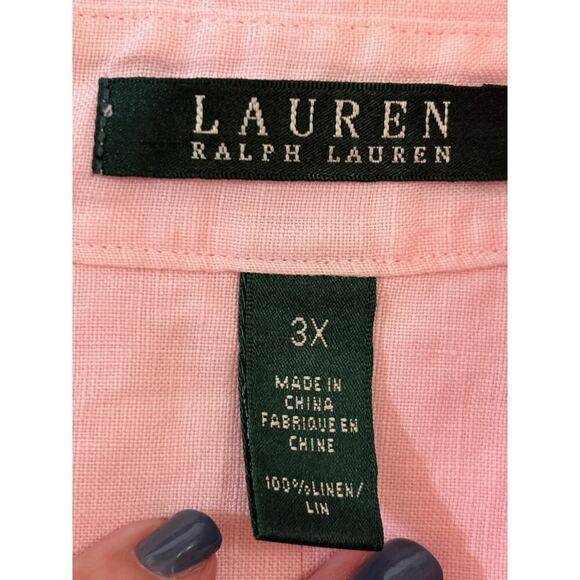 LAUREN
RALPH LAUREN
3X
MADE IN
CHINA
FABRIQUE EN
CHINE
100%LINEN/
LIN